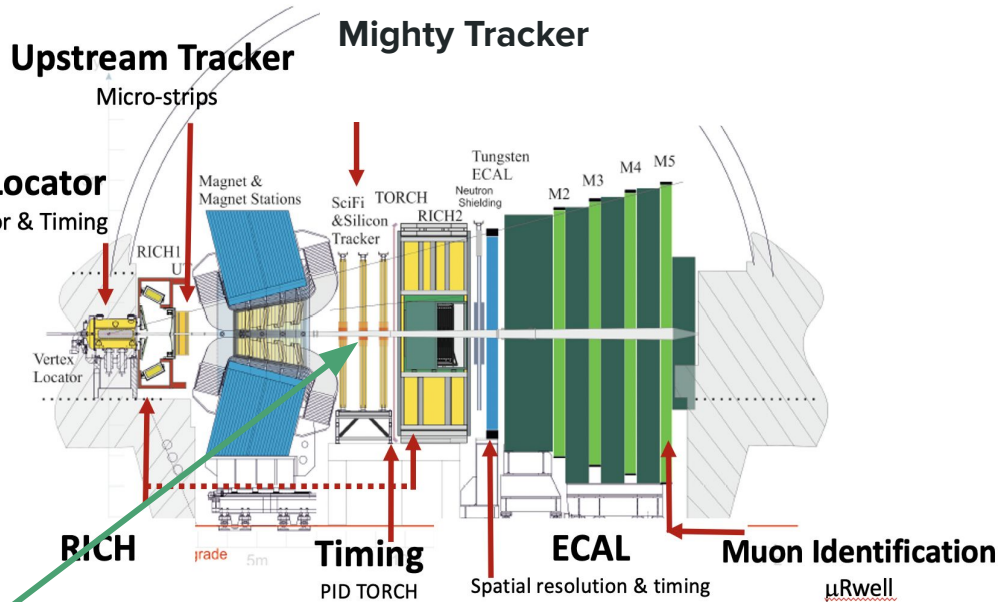 Mighty Tracker
Upstream Tracker
Micro-strips
Locator
or & Timing
Magnet &
Magnet Stations
RICH1
UT
SciFi
&Silicon
Tracker
TORCH
RICH2
Neutron
Shielding
Tungsten
ECAL
M2
M3
M4
M5
Vertex
Locator
RICH
grade
5m
Timing
PID TORCH
ECAL
Spatial resolution & timing
Muon Identification
μRwell